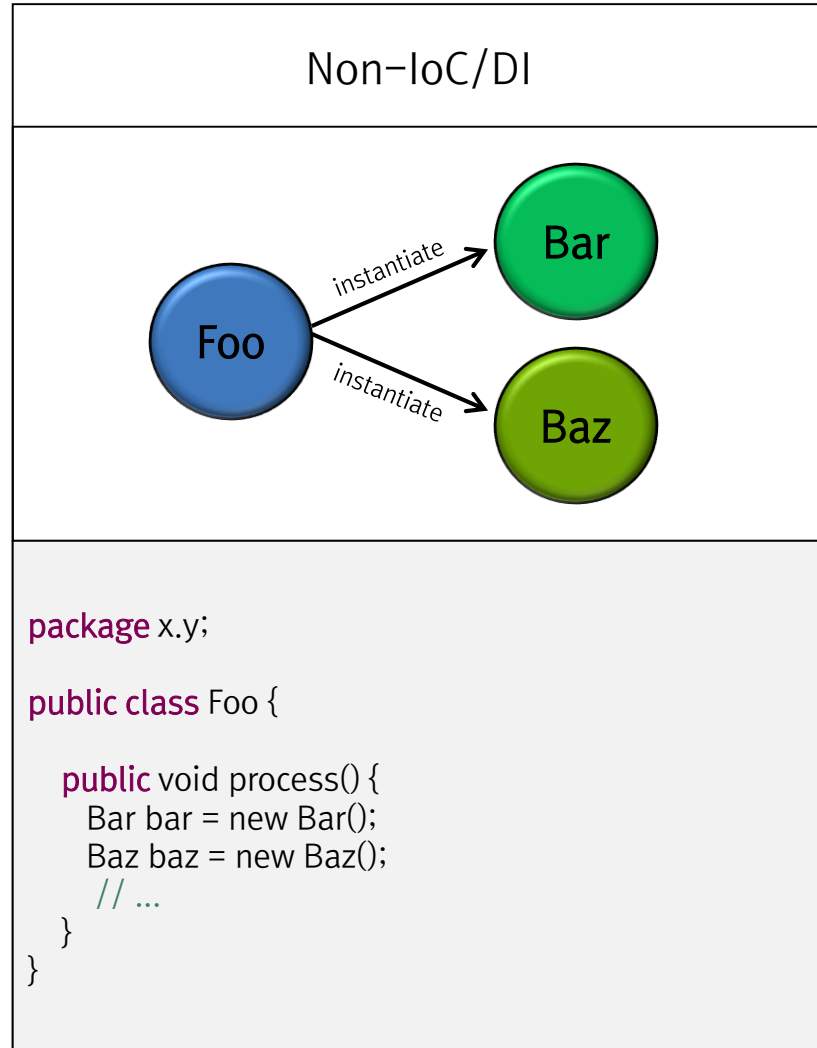 Non-IoC/DI
Bar
instantiate
Foo
instantiate
Baz
package x.y;
public class Foo {
public void process() {
Bar bar = new Bar();
Baz baz = new Baz();
// ...
}
}